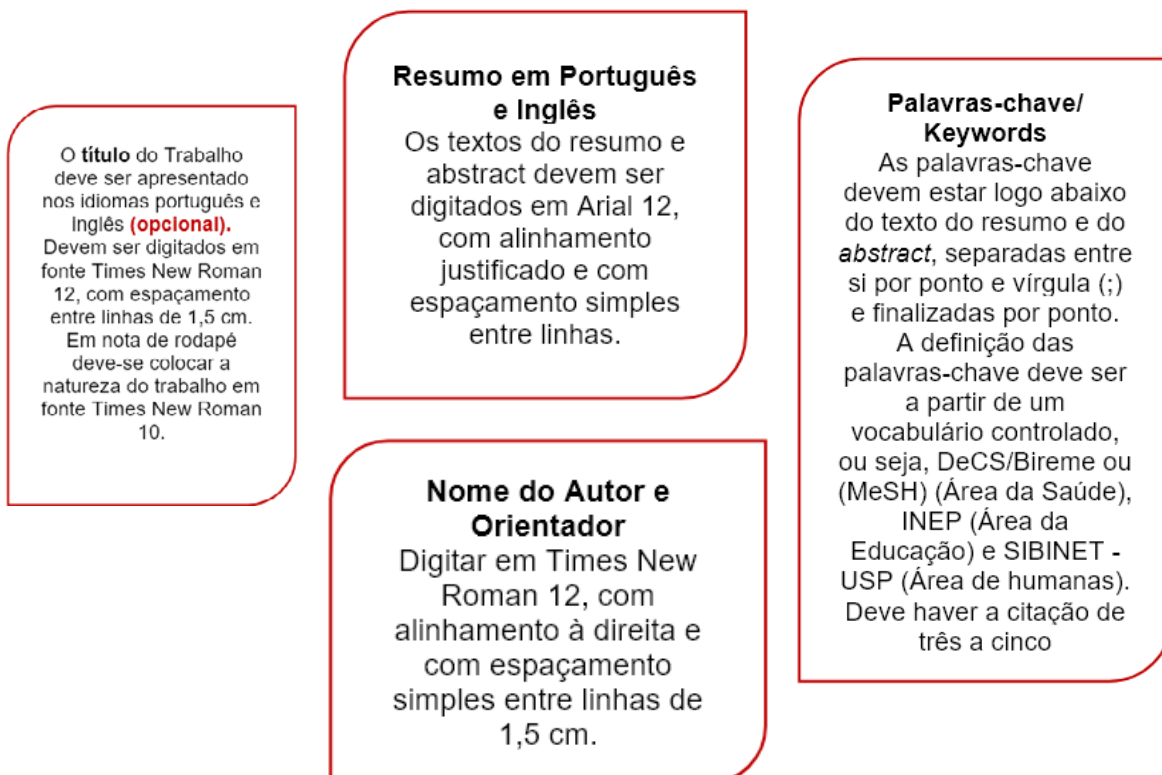 O título do Trabalho
deve ser apresentado
nos idiomas português e
Inglês (opcional).
Devem ser digitados em
fonte Times New Roman
12, com espaçamento
entre linhas de 1,5 cm.
Em nota de rodapé
deve-se colocar a
natureza do trabalho em
fonte Times New Roman
10.
Resumo em Português
e Inglês
Os textos do resumo e
abstract devem ser
digitados em Arial 12,
com alinhamento
justificado e com
espaçamento simples
entre linhas.
Nome do Autor e
Orientador
Digitar em Times New
Roman 12, com
alinhamento à direita e
com espaçamento
simples entre linhas de
1,5 cm.
Palavras-chave/
Keywords
As palavras-chave
devem estar logo abaixo
do texto do resumo e do
abstract, separadas entre
si por ponto e vírgula (;)
e finalizadas por ponto.
A definição das
palavras-chave deve ser
a partir de um
vocabulário controlado,
ou seja, DeCS/Bireme ou
(MeSH) (Área da Saúde),
INEP (Área da
Educação) e SIBINET -
USP (Área de humanas).
Deve haver a citação de
três a cinco